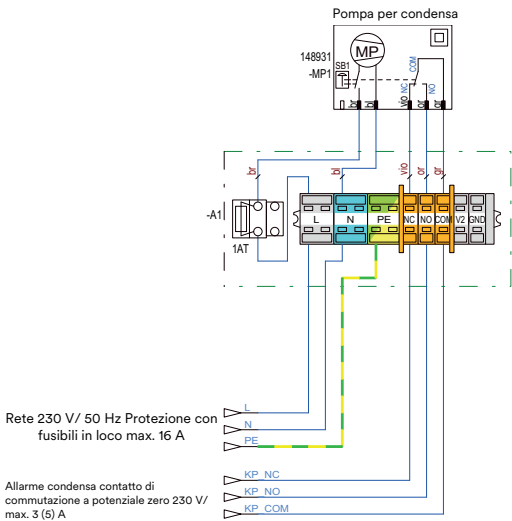 Pompa per condensa
148931
-MP1
SB1
MP
COM
NC
NO
br
bl
vio
or
gr
br
bl
vio
or
gr
-A1
1AT
L
N
PE
NC
NO
COM
V2
GND
Rete 230 V/ 50 Hz Protezione con
fusibili in loco max. 16 A
L
N
PE
Allarme condensa contatto di
commutazione a potenziale zero 230 V/
max. 3 (5) A
KP_NC
KP_NO
KP_COM